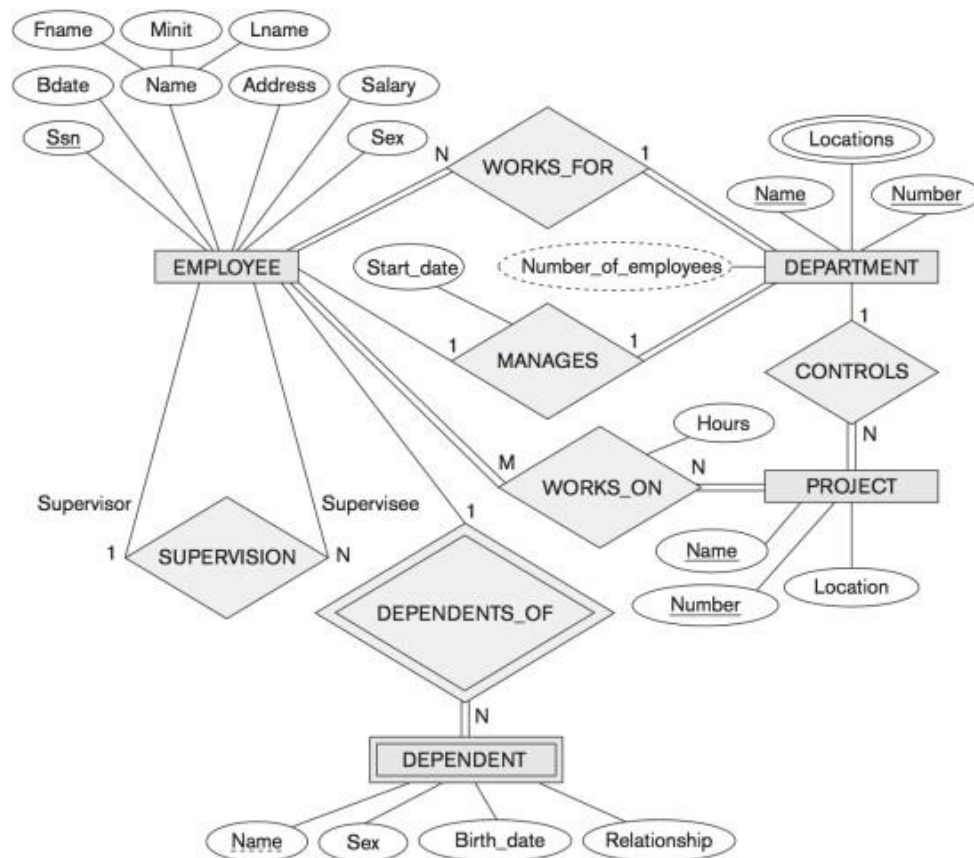 Fname Minit Lname
Bdate Name Address Salary
Ssn Sex
Locations
N WORKS_FOR 1
Name Number
EMPLOYEE Start_date Number_of_employees DEPARTMENT
1 MANAGES 1
1
CONTROLS
Hours
N
M WORKS_ON N PROJECT
Supervisor Supervisee
1 SUPERVISION N
1
Name
Location
Number
DEPENDENTS_OF
N
DEPENDENT
Name Sex Birth_date Relationship